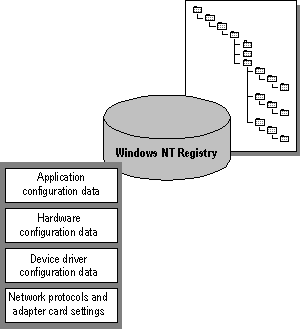 Windows NT Registry
Application
configuration data
Hardware
configuration data
Device driver
configuration data
Network protocols and
adapter card settings